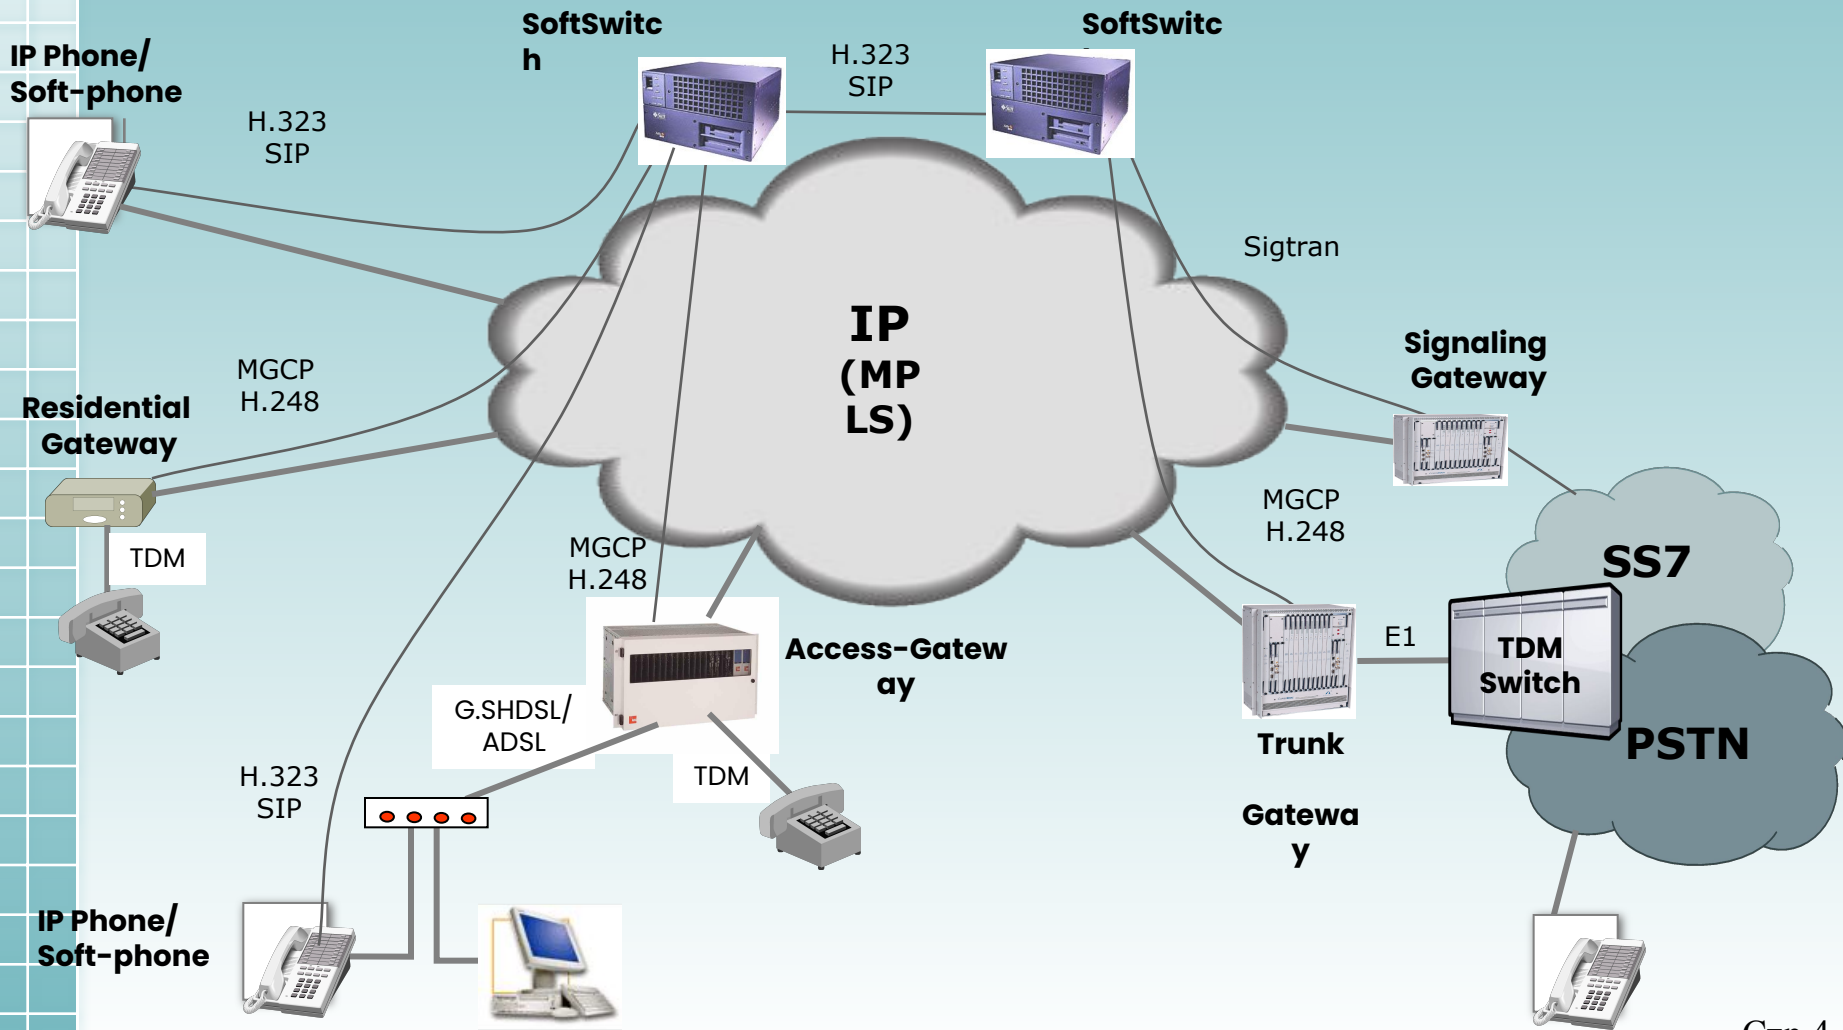 SoftSwitc
h
SoftSwitc
IP Phone/
Soft-phone
H.323
SIP
H.323
SIP
Sigtran
IP
(MP
LS)
Signaling
Gateway
MGCP
H.248
Residential
Gateway
TDM
MGCP
H.248
MGCP
H.248
SS7
Access-Gatew
ay
E1
TDM
Switch
G.SHDSL/
ADSL
TDM
Trunk
Gatewa
y
PSTN
H.323
SIP
IP Phone/
Soft-phone